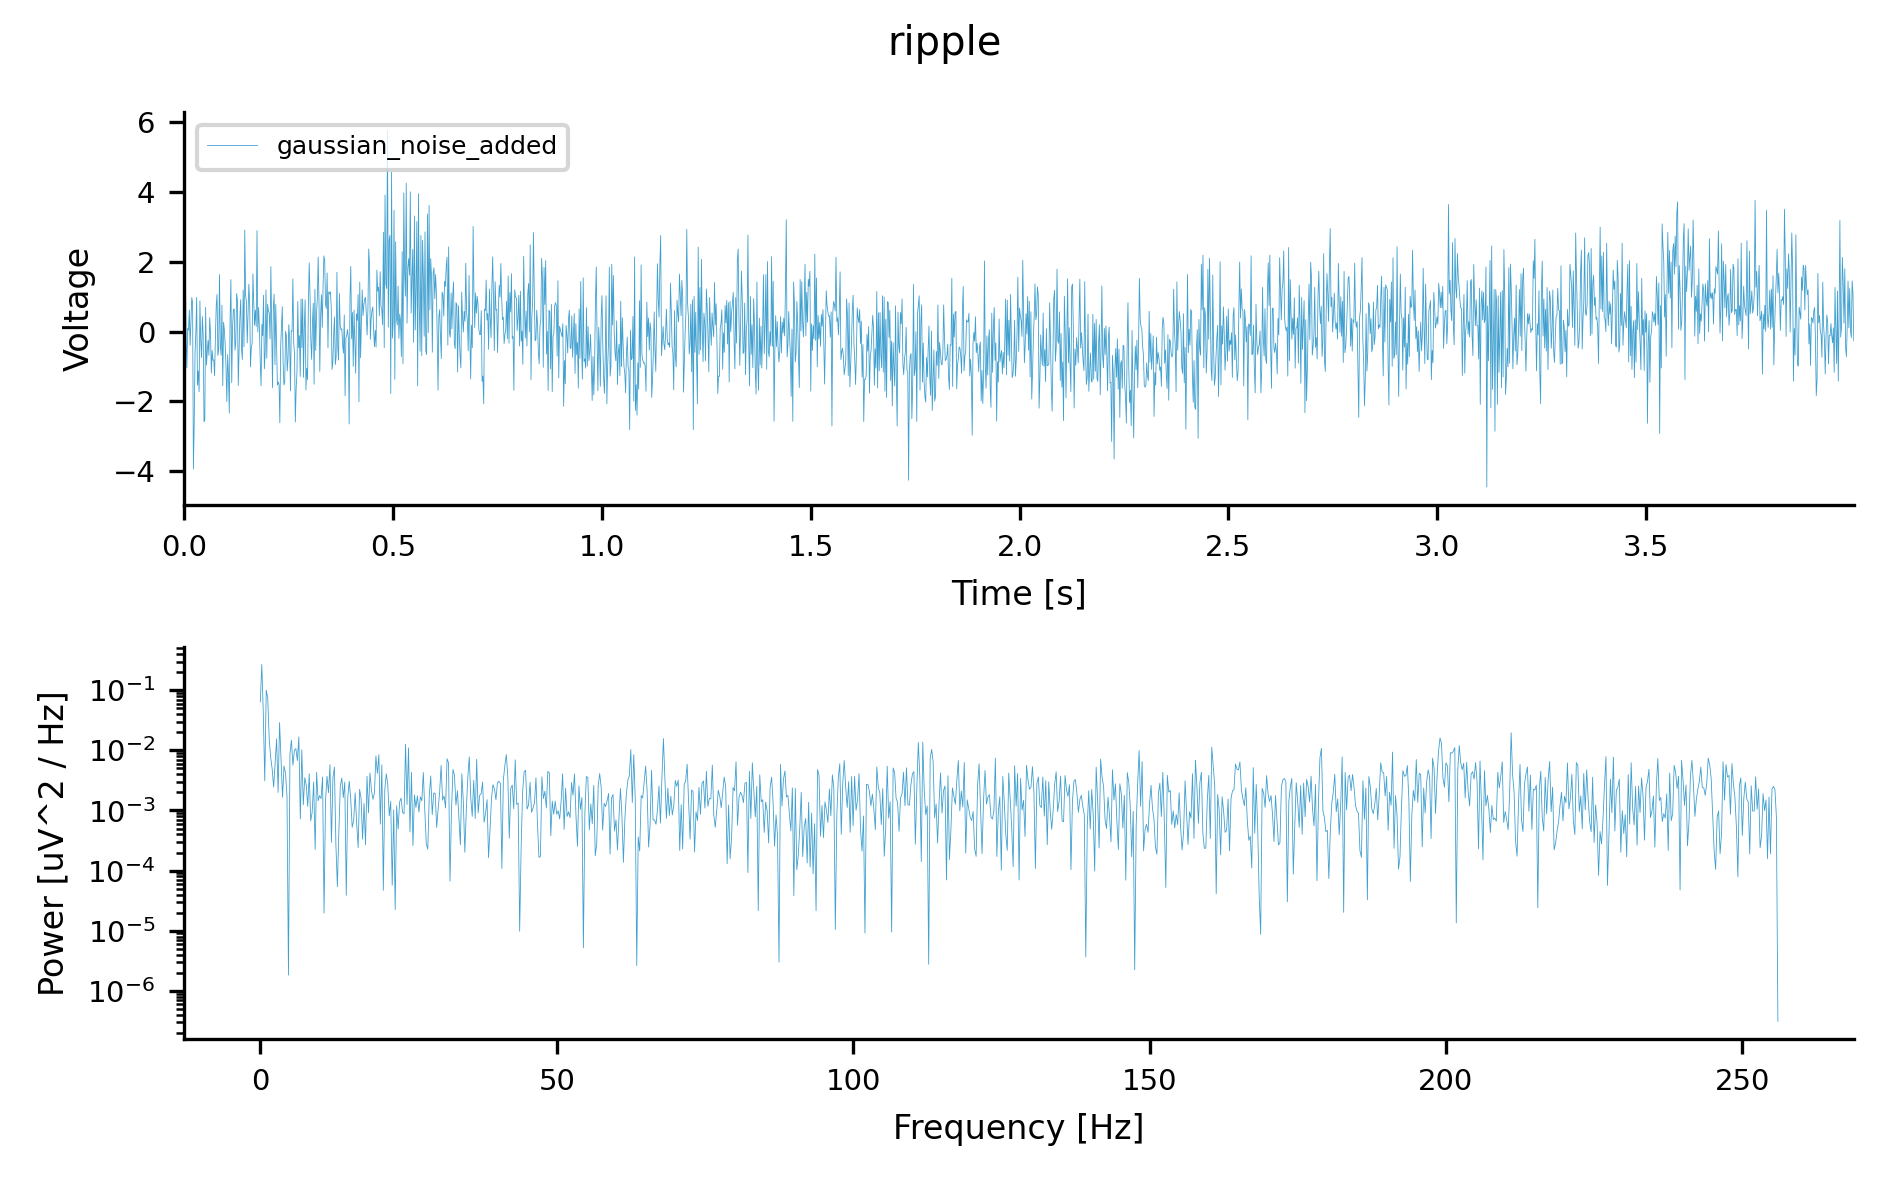 ripple
6
4
2
0
−2
−4
Voltage
gaussian_noise_added
0.0 0.5 1.0 1.5 2.0 2.5 3.0 3.5
Time [s]
10⁻¹
10⁻²
10⁻³
10⁻⁴
10⁻⁵
10⁻⁶
Power [uV^2 / Hz]
0 50 100 150 200 250
Frequency [Hz]